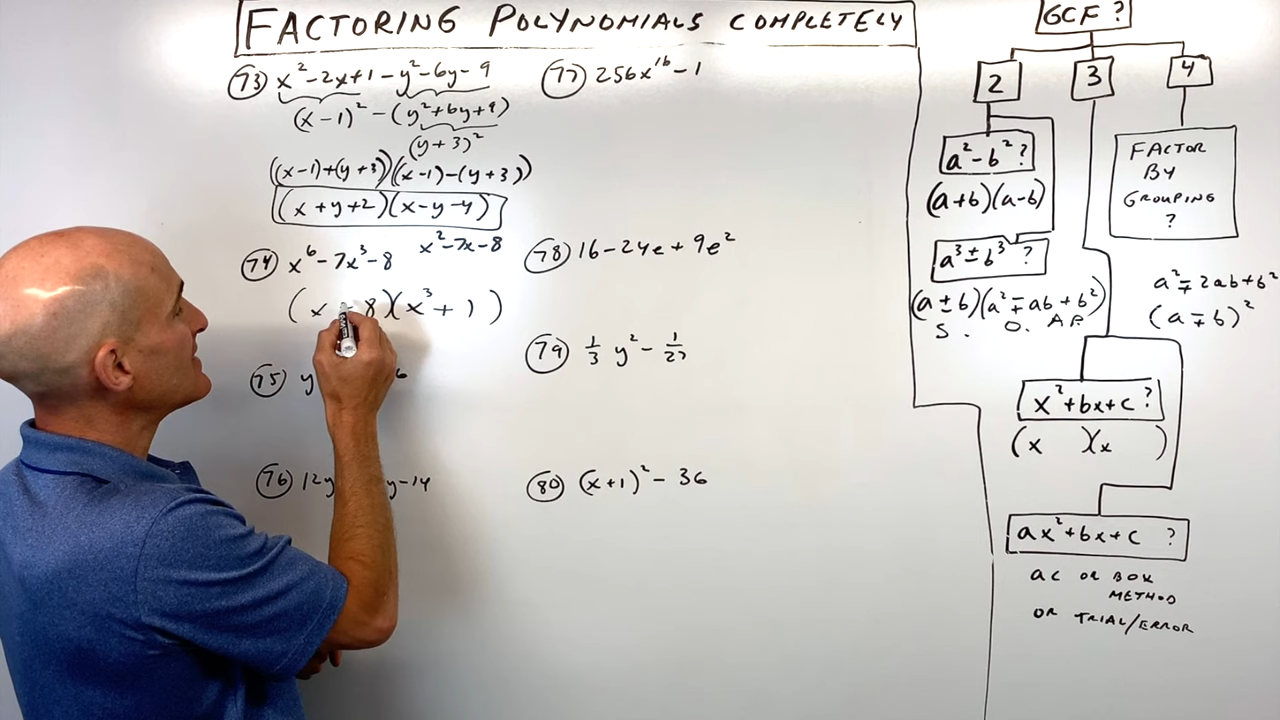 FACTORING POLYNOMIALS COMPLETELY
73) x² - 2x + 1 - y² - 6y - 9
(x - 1)² - (y² + 6y + 9)
(y + 3)²
((x-1)+(y+3))((x-1)-(y+3))
(x + y + 2)(x - y - 4)
74) x⁶ - 7x³ - 8 x² - 7x - 8
(x - 8)(x³ + 1)
75) y
76) 12y y - 14
77) 256x¹⁶ - 1
78) 16 - 24e + 9e²
79) 1/3 y² - 1/27
80) (x + 1)² - 36
GCF ?
2 3 4
a² - b² ?
(a+b)(a-b)
a³ ± b³ ?
(a ± b)(a² ∓ ab + b²)
S. O. A.P.
FACTOR
BY
GROUPING
?
a² ∓ 2ab + b²
(a ∓ b)²
x² + bx + c ?
(x )(x )
ax² + bx + c ?
ac OR BOX
METHOD
OR TRIAL/ERROR